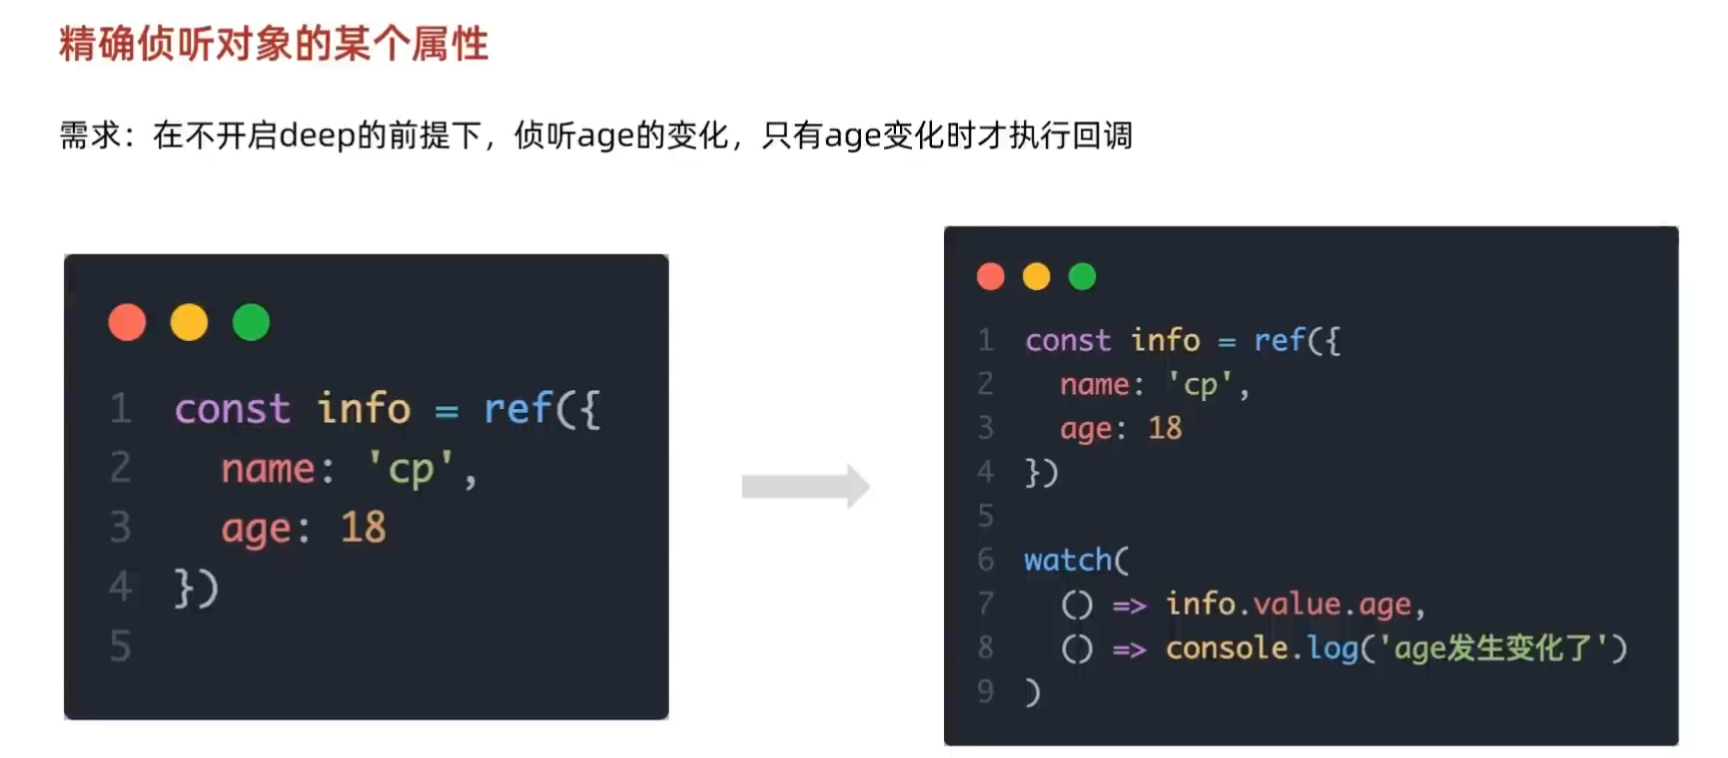 精确侦听对象的某个属性
需求：在不开启deep的前提下，侦听age的变化，只有age变化时才执行回调
1 const info = ref({
2   name: 'cp',
3   age: 18
4 })
5
1 const info = ref({
2   name: 'cp',
3   age: 18
4 })
5
6 watch(
7   () => info.value.age,
8   () => console.log('age发生变化了')
9 )